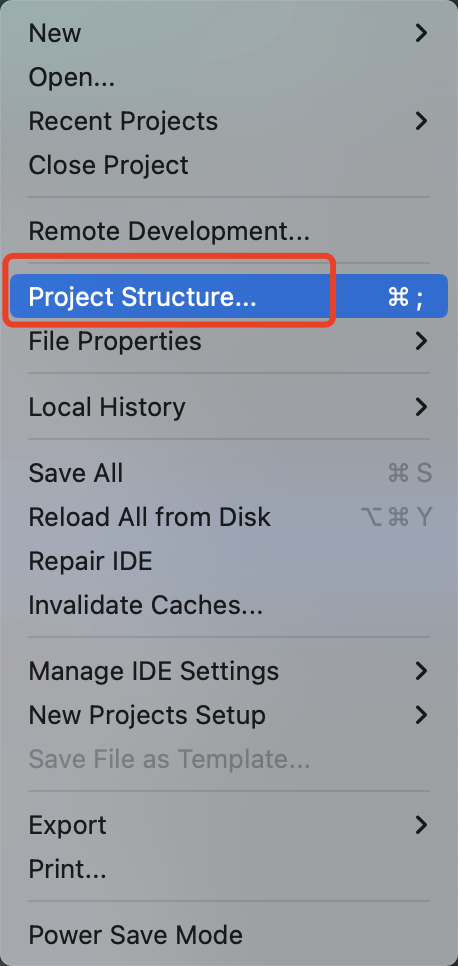 New
Open...
Recent Projects
Close Project
Remote Development...
Project Structure... ⌘ ;
File Properties
Local History
Save All ⌘ S
Reload All from Disk ⌥ ⌘ Y
Repair IDE
Invalidate Caches...
Manage IDE Settings
New Projects Setup
Save File as Template...
Export
Print...
Power Save Mode